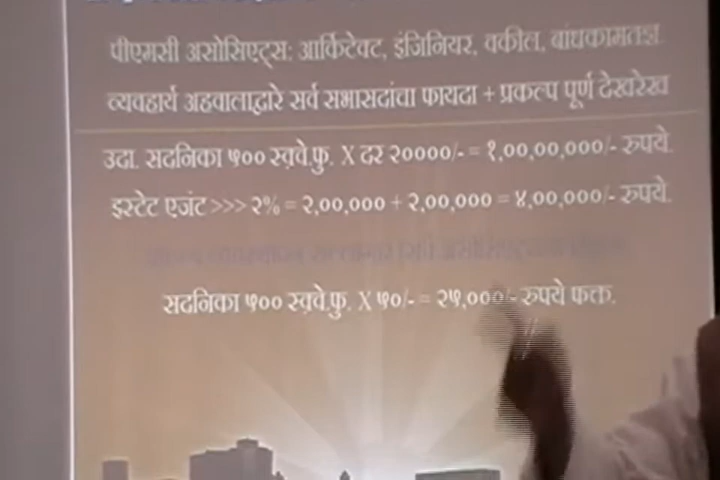 पीएमसी असोसिएट्स: आर्किटेक्ट, इंजिनियर, वकील, बांधकामतज्ञ.
व्यवहार्य अहवालाद्वारे सर्व सभासदांचा फायदा + प्रकल्प पूर्ण देखरेख
उदा. सदनिका ५०० स्क्वे.फु. X दर २००००/- = १,००,००,०००/- रुपये.
इस्टेट एजंट >>> २% = २,००,००० + २,००,००० = ४,००,०००/- रुपये.
सदनिका ५०० स्क्वे.फु. X ५०/- = २५,०००/- रुपये फक्त.